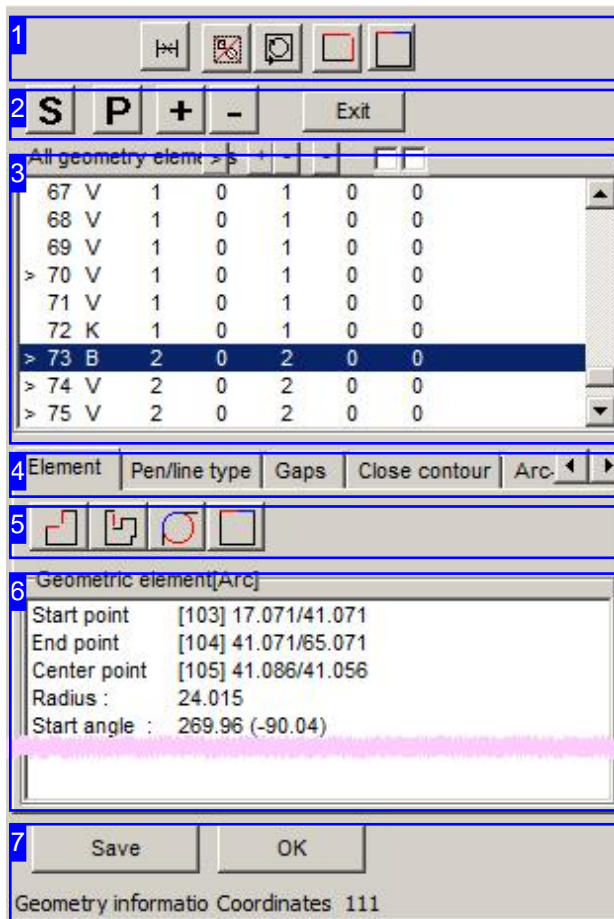 1
2 S P + - Exit
3 All geometry eleme > s + - -
67 V 1 0 1 0 0
68 V 1 0 1 0 0
69 V 1 0 1 0 0
> 70 V 1 0 1 0 0
71 V 1 0 1 0 0
72 K 1 0 1 0 0
> 73 B 2 0 2 0 0
> 74 V 2 0 2 0 0
> 75 V 2 0 2 0 0
4 Element Pen/line type Gaps Close contour Arc-
5
6 Geometric element[Arc]
Start point [103] 17.071/41.071
End point [104] 41.071/65.071
Center point [105] 41.086/41.056
Radius : 24.015
Start angle : 269.96 (-90.04)
7 Save OK
Geometry informatio Coordinates 111